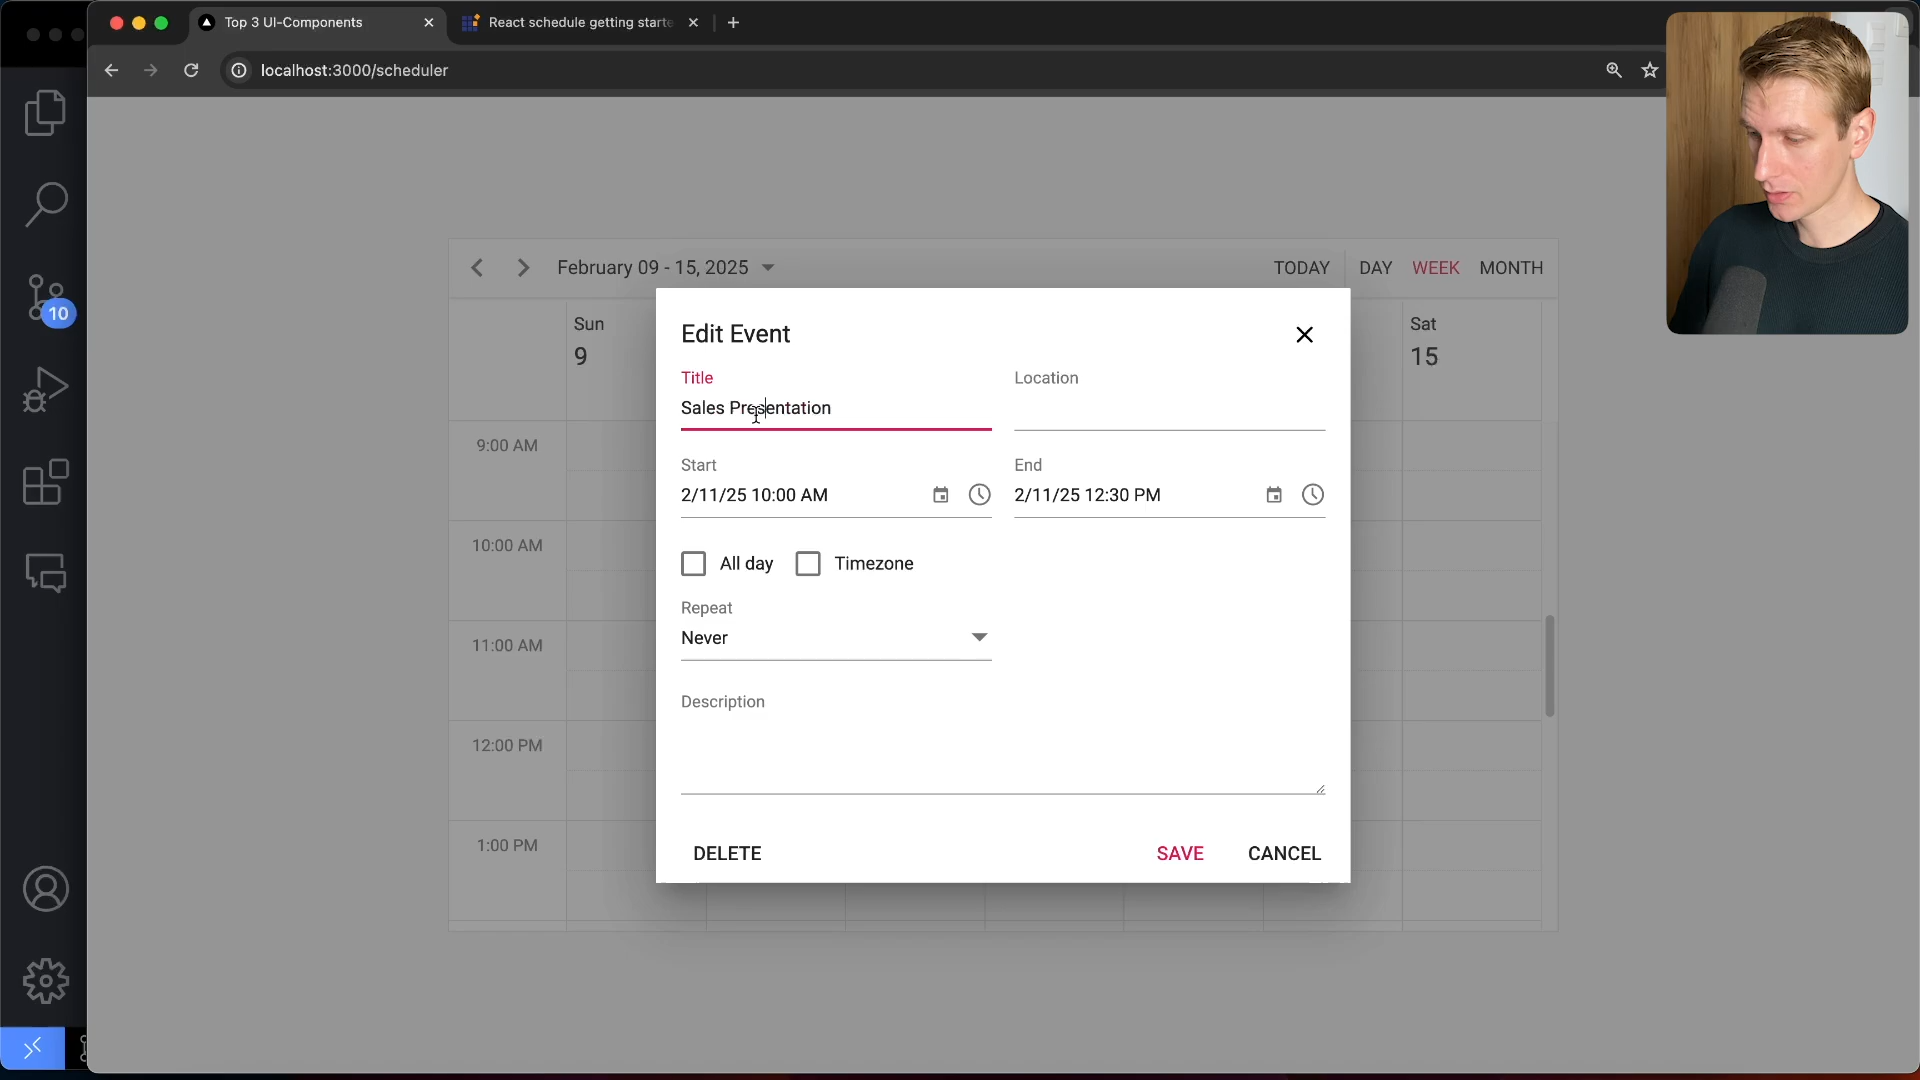 Top 3 UI-Components
React schedule getting starte
localhost:3000/scheduler
10
February 09 - 15, 2025
TODAY
DAY
WEEK
MONTH
Sun
9
Sat
15
9:00 AM
10:00 AM
11:00 AM
12:00 PM
1:00 PM
Edit Event
Title
Sales Presentation
Location
Start
2/11/25 10:00 AM
End
2/11/25 12:30 PM
All day
Timezone
Repeat
Never
Description
DELETE
SAVE
CANCEL